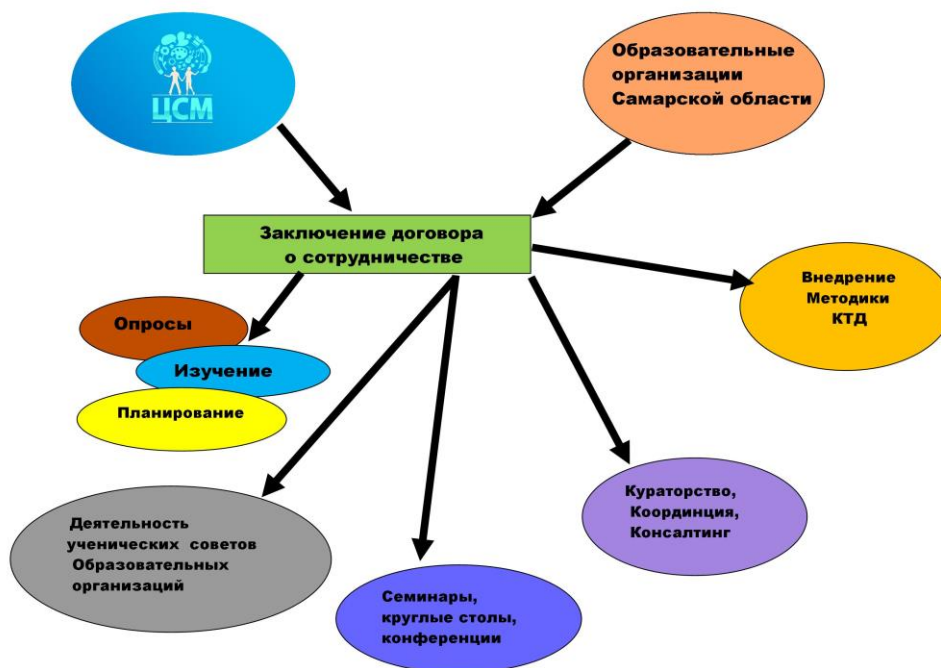 ЦСМ
Образовательные
организации
Самарской области
Заключение договора
о сотрудничестве
Внедрение
Методики
КТД
Опросы
Изучение
Планирование
Кураторство,
Координция,
Консалтинг
Деятельность
ученических советов
Образовательных
организаций
Семинары,
круглые столы,
конференции